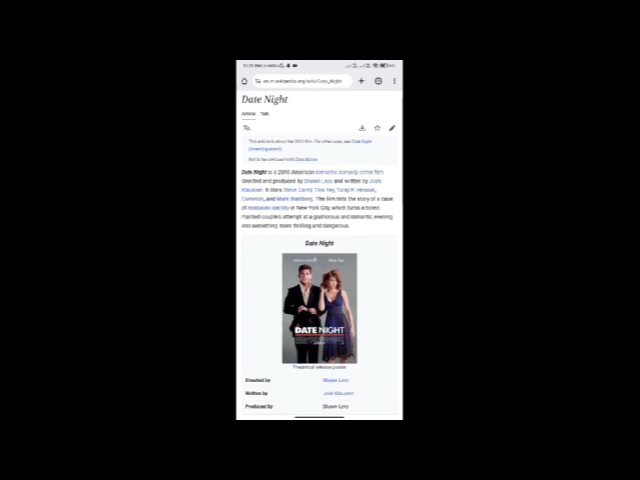 en.m.wikipedia.org/wiki/Date_Night
Date Night
Article Talk
This article is about the 2010 film. For other uses, see Date Night
(disambiguation).
Not to be confused with Date Movie.
Date Night is a 2010 American romantic comedy crime film
directed and produced by Shawn Levy and written by Josh
Klausner. It stars Steve Carell, Tina Fey, Taraji P. Henson,
Common, and Mark Wahlberg. The film tells the story of a case
of mistaken identity in New York City, which turns a bored
married couple's attempt at a glamorous and romantic evening
into something more thrilling and dangerous.
Date Night
DATE NIGHT
Theatrical release poster
Directed by Shawn Levy
Written by Josh Klausner
Produced by Shawn Levy